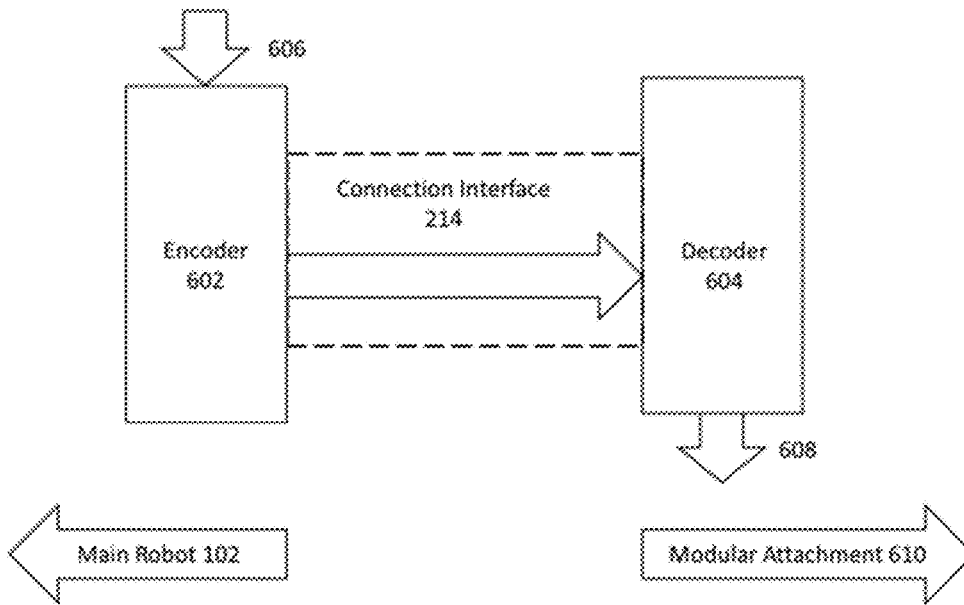 606
Connection Interface
214
Encoder
602
Decoder
604
608
Main Robot 102
Modular Attachment 610